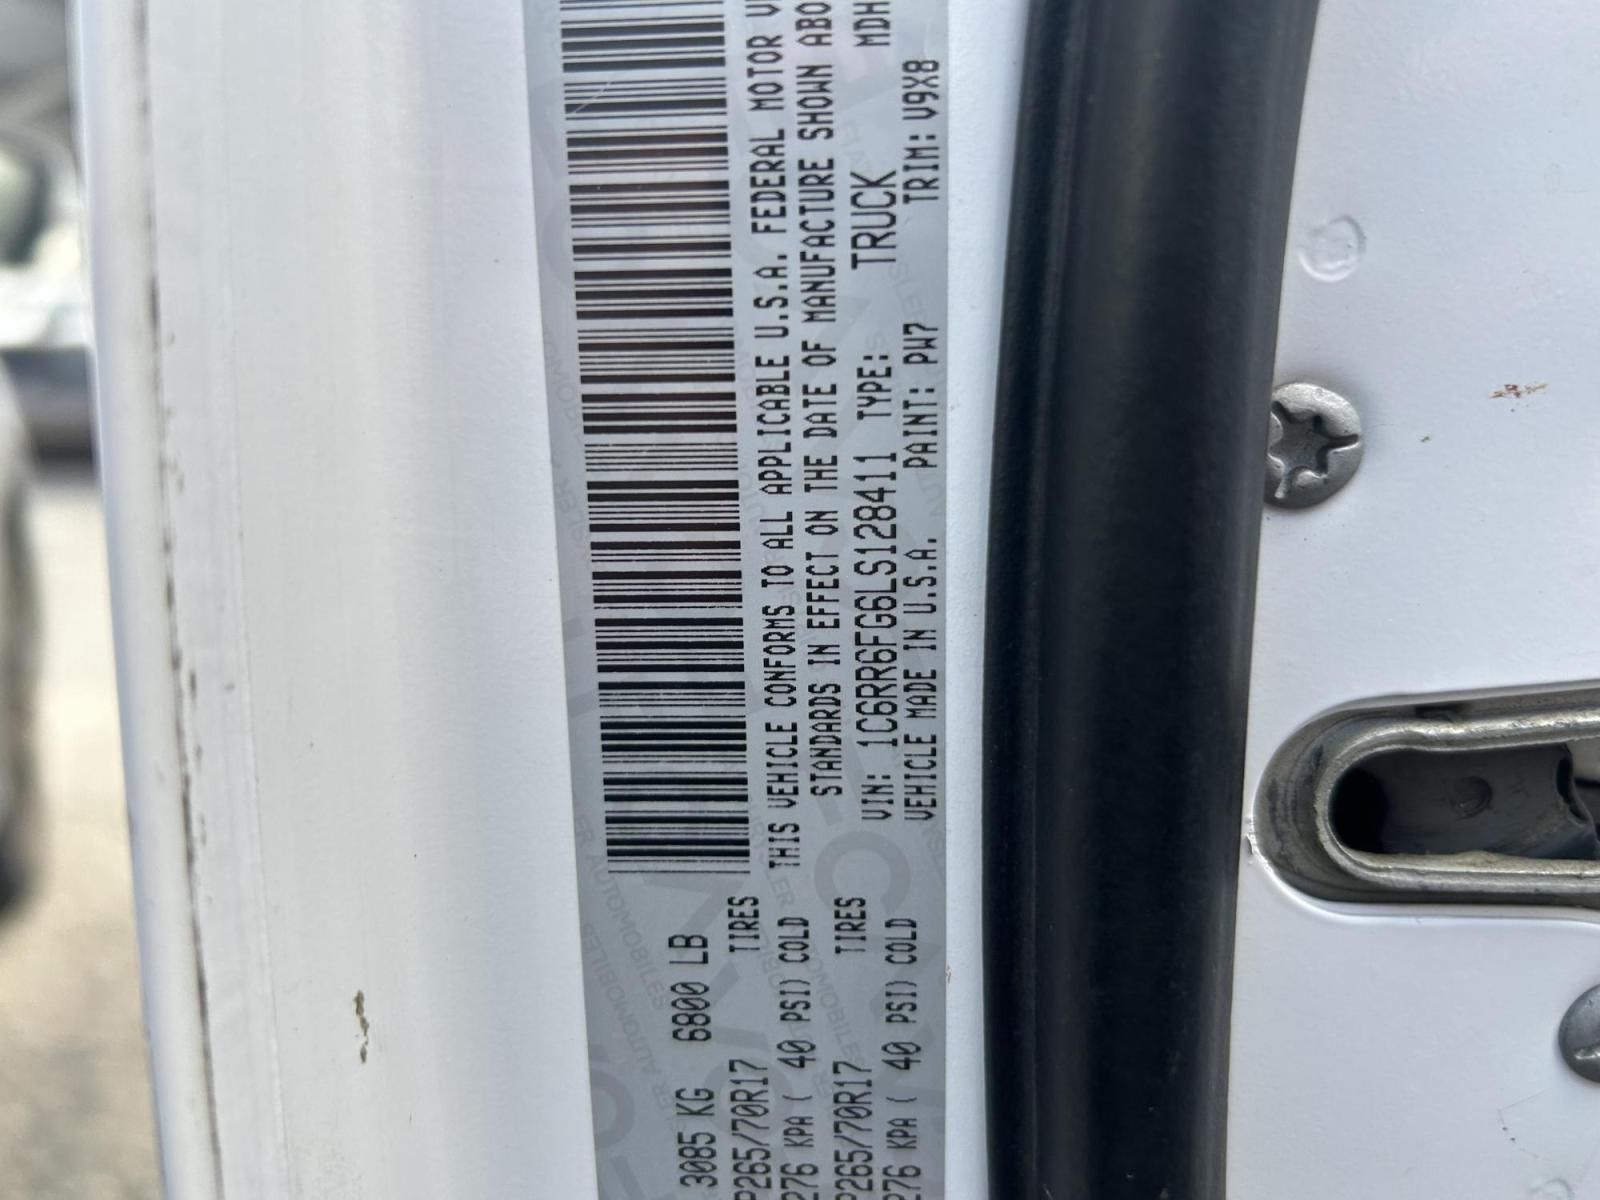 3085 KG 6800 LB
P265/70R17 TIRES
276 KPA ( 40 PSI) COLD
P265/70R17 TIRES
276 KPA ( 40 PSI) COLD
THIS VEHICLE CONFORMS TO ALL APPLICABLE U.S.A. FEDERAL MOTOR
STANDARDS IN EFFECT ON THE DATE OF MANUFACTURE SHOWN ABO
VIN: 1C6RR6FG6LS128411 TYPE: TRUCK MDH
VEHICLE MADE IN U.S.A. PAINT: PW7 TRIM: V9X8